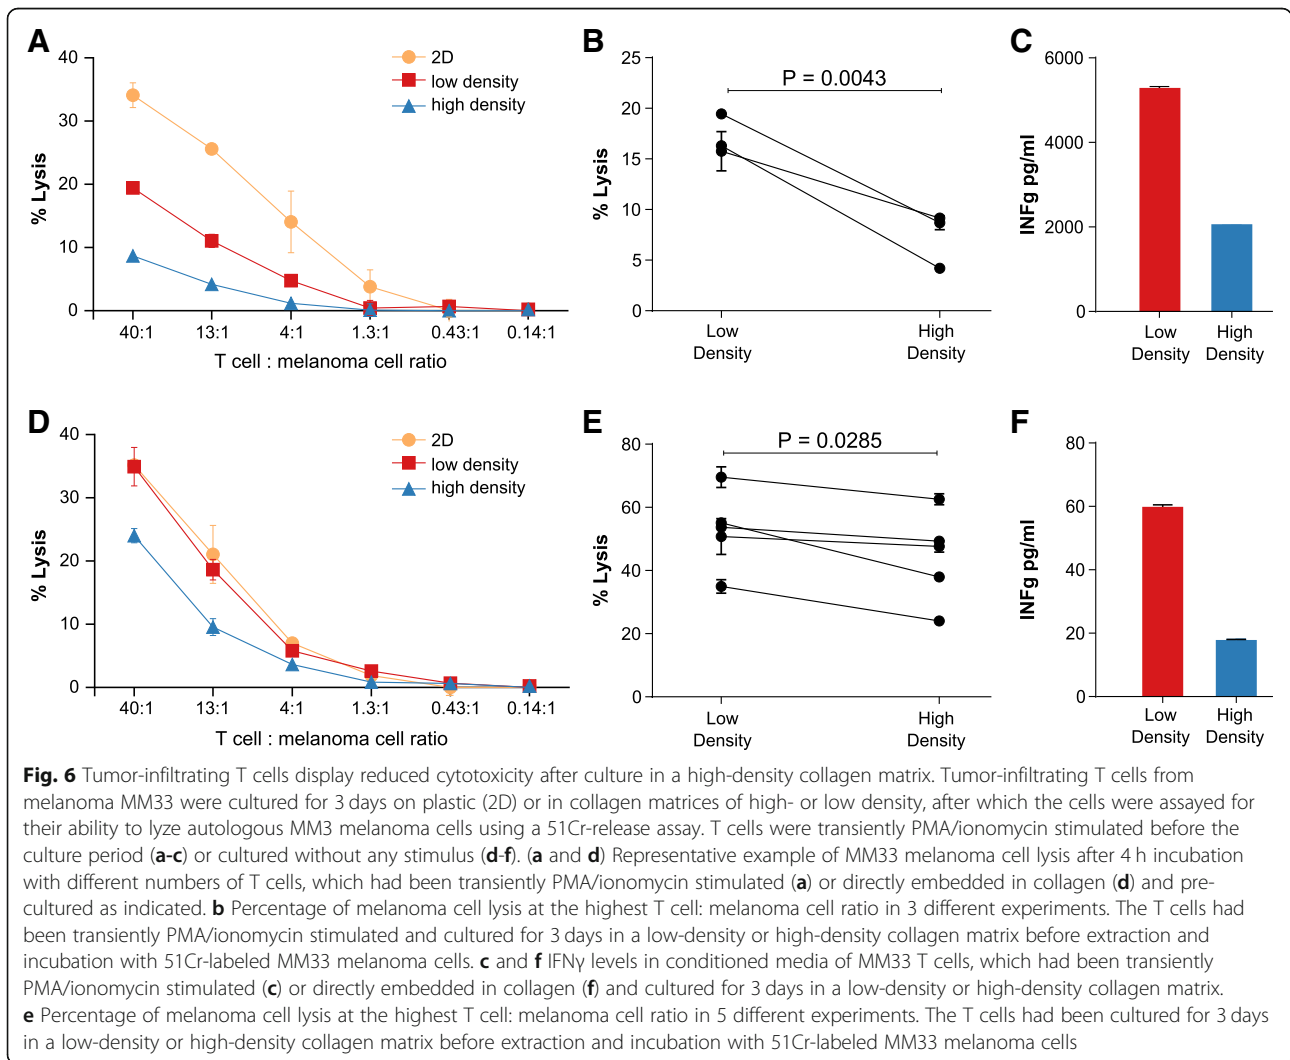 A
40
30
20
10
0
% Lysis
2D
low density
high density
40:1 13:1 4:1 1.3:1 0.43:1 0.14:1
T cell : melanoma cell ratio
B
25
20
15
10
5
0
% Lysis
P = 0.0043
Low Density
High Density
C
6000
4000
2000
0
INFg pg/ml
Low Density
High Density
D
40
30
20
10
0
% Lysis
2D
low density
high density
40:1 13:1 4:1 1.3:1 0.43:1 0.14:1
T cell : melanoma cell ratio
E
80
60
40
20
0
% Lysis
P = 0.0285
Low Density
High Density
F
80
60
40
20
0
INFg pg/ml
Low Density
High Density
Fig. 6 Tumor-infiltrating T cells display reduced cytotoxicity after culture in a high-density collagen matrix. Tumor-infiltrating T cells from
melanoma MM33 were cultured for 3 days on plastic (2D) or in collagen matrices of high- or low density, after which the cells were assayed for
their ability to lyze autologous MM3 melanoma cells using a 51Cr-release assay. T cells were transiently PMA/ionomycin stimulated before the
culture period (a-c) or cultured without any stimulus (d-f). (a and d) Representative example of MM33 melanoma cell lysis after 4 h incubation
with different numbers of T cells, which had been transiently PMA/ionomycin stimulated (a) or directly embedded in collagen (d) and pre-
cultured as indicated. b Percentage of melanoma cell lysis at the highest T cell: melanoma cell ratio in 3 different experiments. The T cells had
been transiently PMA/ionomycin stimulated and cultured for 3 days in a low-density or high-density collagen matrix before extraction and
incubation with 51Cr-labeled MM33 melanoma cells. c and f IFNγ levels in conditioned media of MM33 T cells, which had been transiently
PMA/ionomycin stimulated (c) or directly embedded in collagen (f) and cultured for 3 days in a low-density or high-density collagen matrix.
e Percentage of melanoma cell lysis at the highest T cell: melanoma cell ratio in 5 different experiments. The T cells had been cultured for 3 days
in a low-density or high-density collagen matrix before extraction and incubation with 51Cr-labeled MM33 melanoma cells